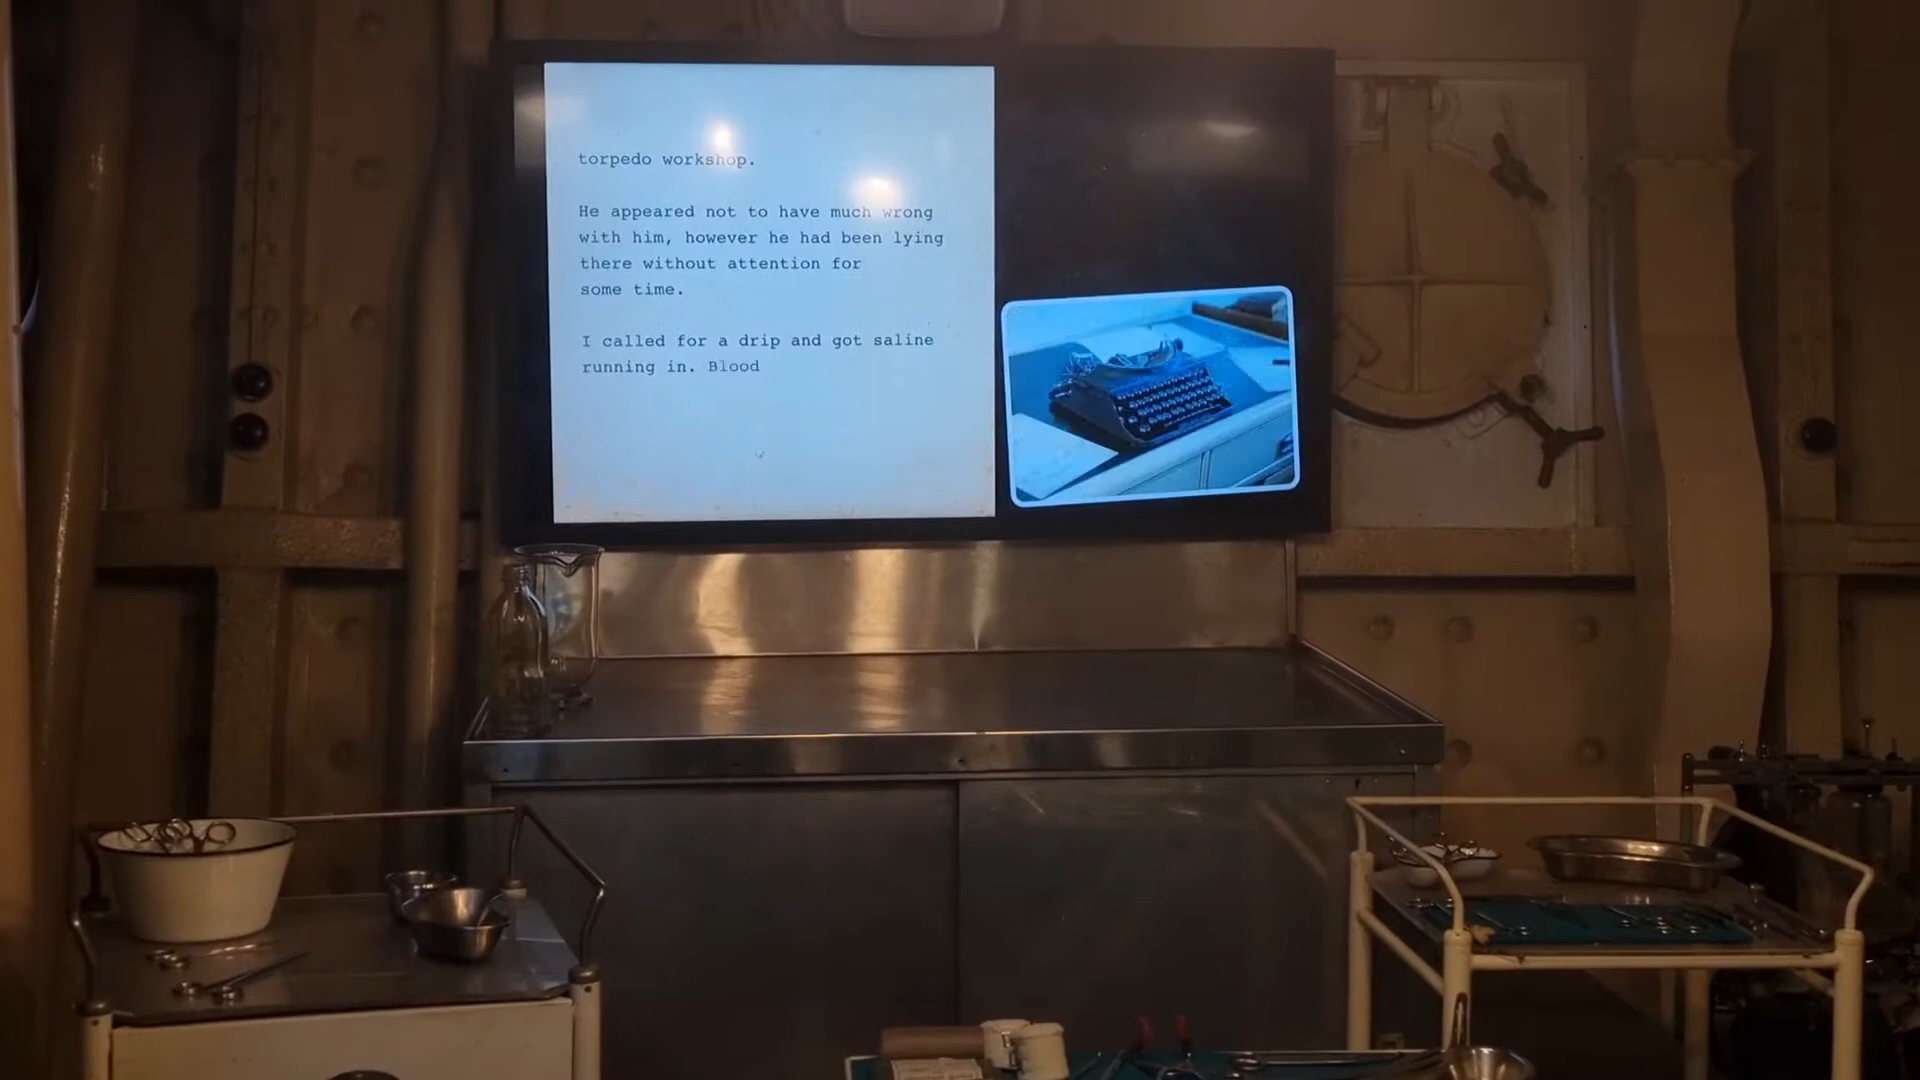 torpedo workshop.
He appeared not to have much wrong
with him, however he had been lying
there without attention for
some time.
I called for a drip and got saline
running in. Blood